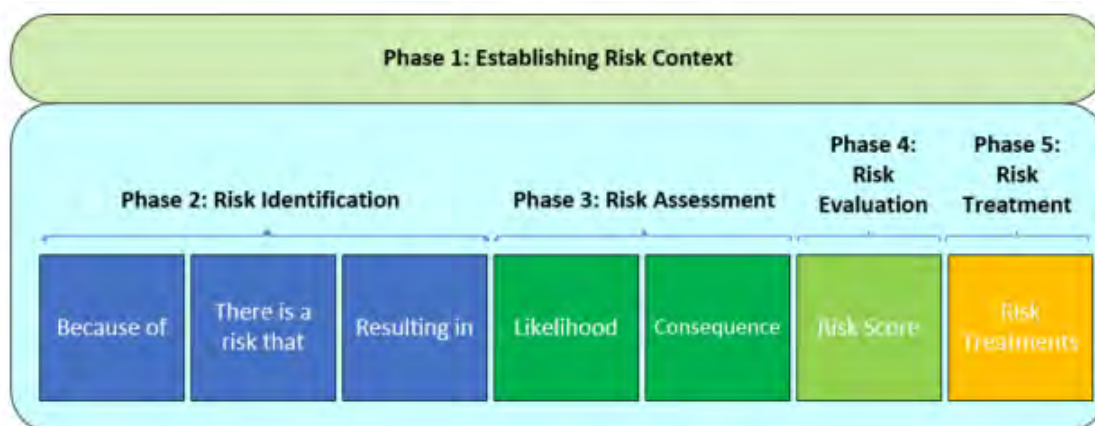 Phase 1: Establishing Risk Context
Phase 2: Risk Identification
Phase 3: Risk Assessment
Phase 4:
Risk
Evaluation
Phase 5:
Risk
Treatment
Because of
There is a
risk that
Resulting in
Likelihood
Consequence
Risk Score
Risk
Treatments